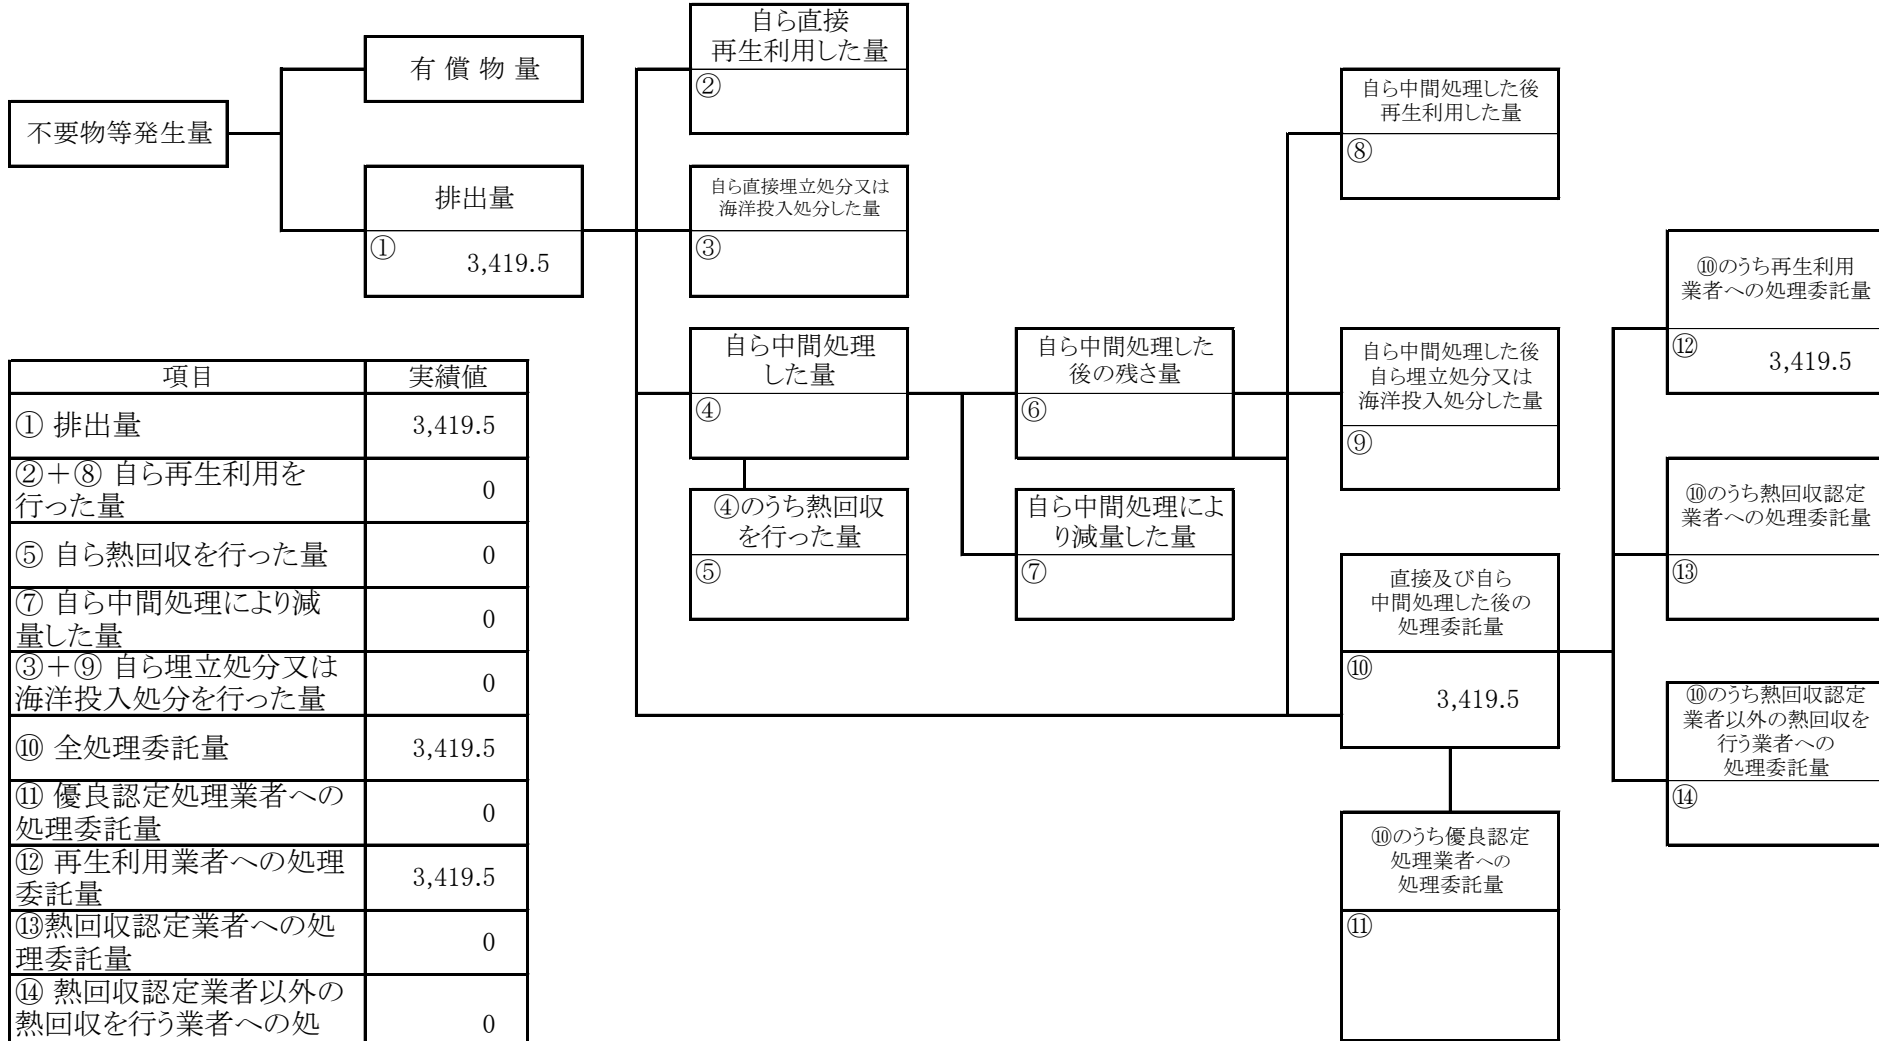 不要物等発生量
有 償 物 量
排出量
①
3,419.5
自ら直接
再生利用した量
②
自ら直接埋立処分又は
海洋投入処分した量
③
自ら中間処理
した量
④
④のうち熱回収
を行った量
⑤
自ら中間処理した
後の残さ量
⑥
自ら中間処理によ
り減量した量
⑦
自ら中間処理した後
再生利用した量
⑧
自ら中間処理した後
自ら埋立処分又は
海洋投入処分した量
⑨
直接及び自ら
中間処理した後の
処理委託量
⑩
3,419.5
⑩のうち優良認定
処理業者への
処理委託量
⑪
⑩のうち再生利用
業者への処理委託量
⑫
3,419.5
⑩のうち熱回収認定
業者への処理委託量
⑬
⑩のうち熱回収認定
業者以外の熱回収を
行う業者への
処理委託量
⑭
項目 実績値
① 排出量 3,419.5
②＋⑧ 自ら再生利用を
行った量 0
⑤ 自ら熱回収を行った量 0
⑦ 自ら中間処理により減
量した量 0
③＋⑨ 自ら埋立処分又は
海洋投入処分を行った量 0
⑩ 全処理委託量 3,419.5
⑪ 優良認定処理業者への
処理委託量 0
⑫ 再生利用業者への処理
委託量 3,419.5
⑬熱回収認定業者への処
理委託量 0
⑭ 熱回収認定業者以外の
熱回収を行う業者への処 0